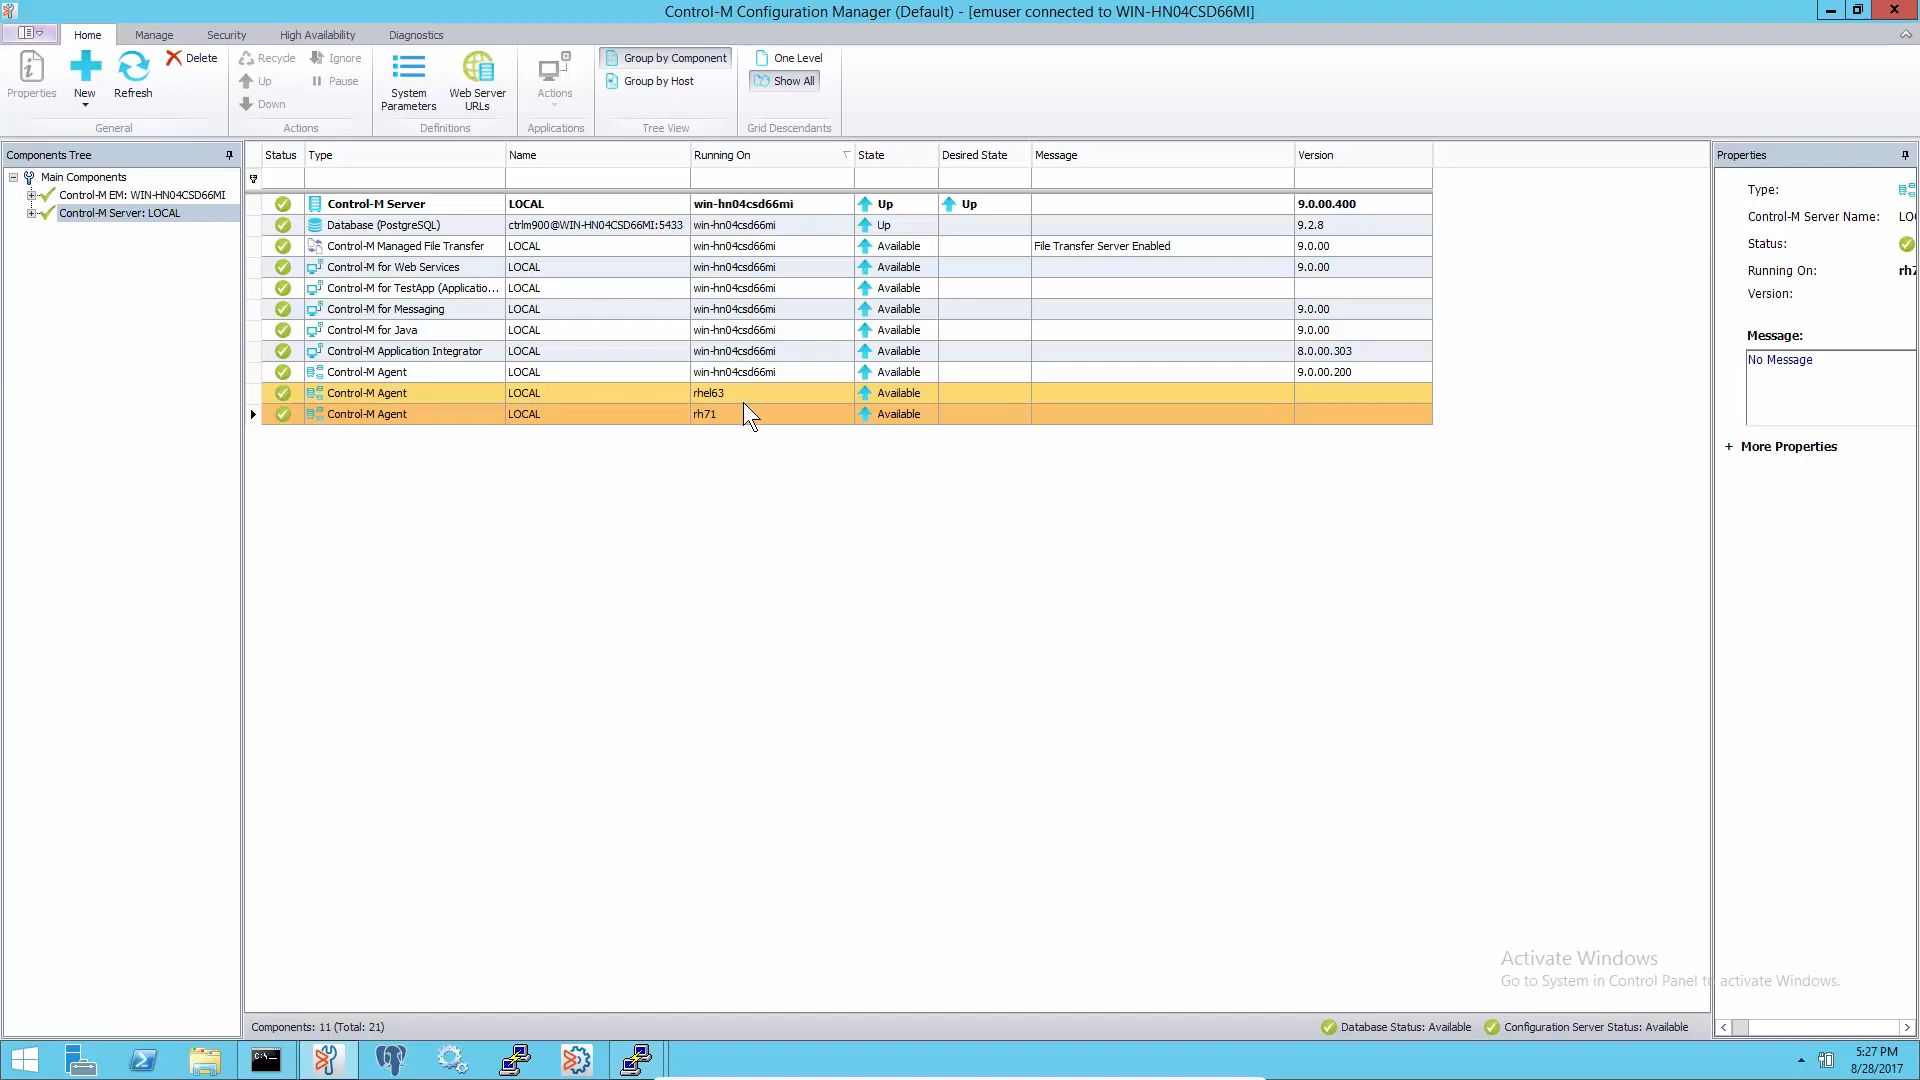 Control-M Configuration Manager (Default) - [emuser connected to WIN-HN04CSD66MI]
Home Manage Security High Availability Diagnostics
Properties
New
Refresh
Delete
General
Recycle
Up
Down
Ignore
Pause
Actions
System Parameters
Web Server URLs
Definitions
Actions
Applications
Group by Component
Group by Host
Tree View
One Level
Show All
Grid Descendants
Components Tree
Main Components
Control-M EM: WIN-HN04CSD66MI
Control-M Server: LOCAL
Status Type Name Running On State Desired State Message Version
Control-M Server LOCAL win-hn04csd66mi Up Up 9.0.00.400
Database (PostgreSQL) ctrlm900@WIN-HN04CSD66MI:5433 win-hn04csd66mi Up 9.2.8
Control-M Managed File Transfer LOCAL win-hn04csd66mi Available File Transfer Server Enabled 9.0.00
Control-M for Web Services LOCAL win-hn04csd66mi Available 9.0.00
Control-M for TestApp (Applicatio... LOCAL win-hn04csd66mi Available
Control-M for Messaging LOCAL win-hn04csd66mi Available 9.0.00
Control-M for Java LOCAL win-hn04csd66mi Available 9.0.00
Control-M Application Integrator LOCAL win-hn04csd66mi Available 8.0.00.303
Control-M Agent LOCAL win-hn04csd66mi Available 9.0.00.200
Control-M Agent LOCAL rhel63 Available
Control-M Agent LOCAL rh71 Available
Properties
Type:
Control-M Server Name: LO
Status:
Running On: rh7
Version:
Message:
No Message
+ More Properties
Activate Windows
Go to System in Control Panel to activate Windows.
Components: 11 (Total: 21)
Database Status: Available
Configuration Server Status: Available
5:27 PM
8/28/2017